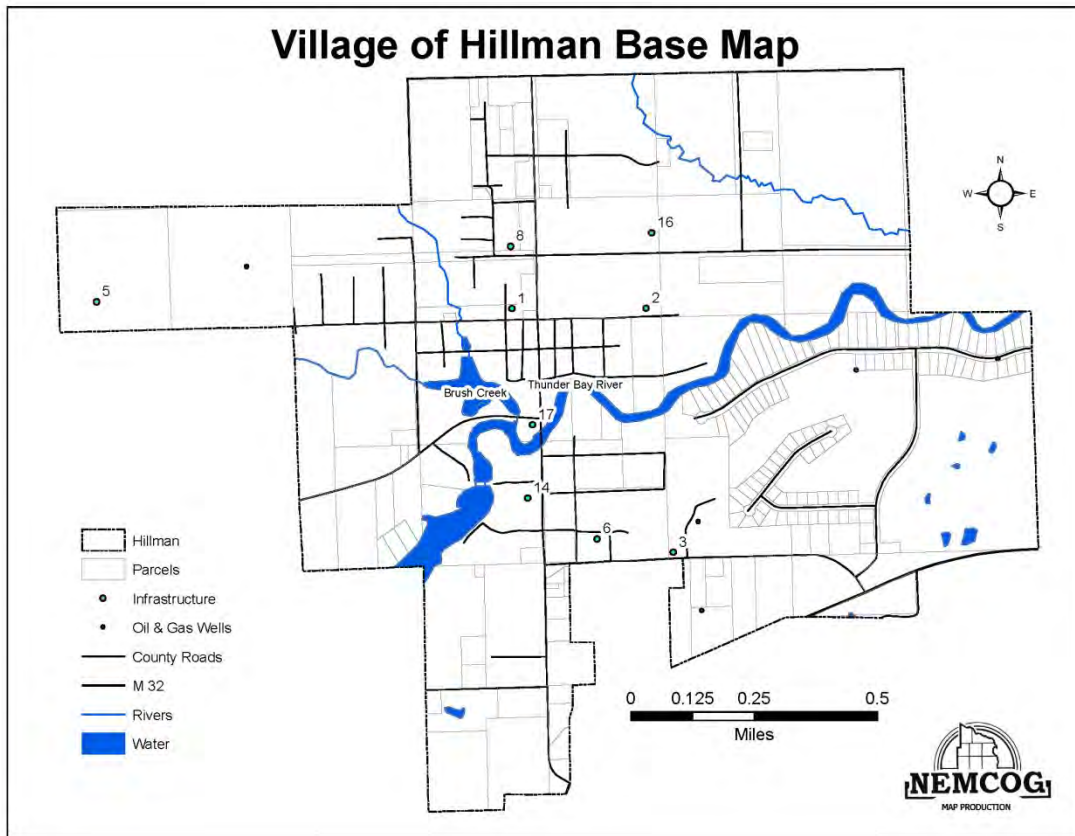 Village of Hillman Base Map
N
W E
S
16
8
5
1
2
Thunder Bay River
Brush Creek
17
14
6
3
Hillman
Parcels
Infrastructure
Oil & Gas Wells
County Roads
M 32
Rivers
Water
0 0.125 0.25 0.5
Miles
NEMCOG
MAP PRODUCTION